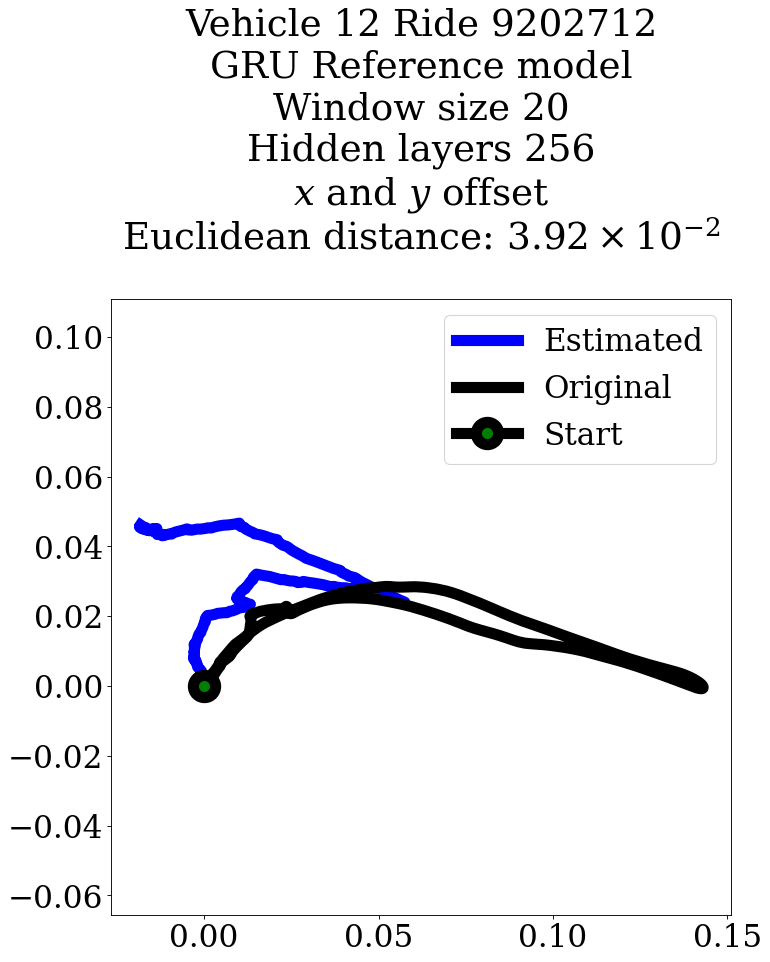 Vehicle 12 Ride 9202712
GRU Reference model
Window size 20
Hidden layers 256
x and y offset
Euclidean distance: 3.92 × 10⁻²
Estimated
Original
Start
0.10
0.08
0.06
0.04
0.02
0.00
−0.02
−0.04
−0.06
0.00 0.05 0.10 0.15